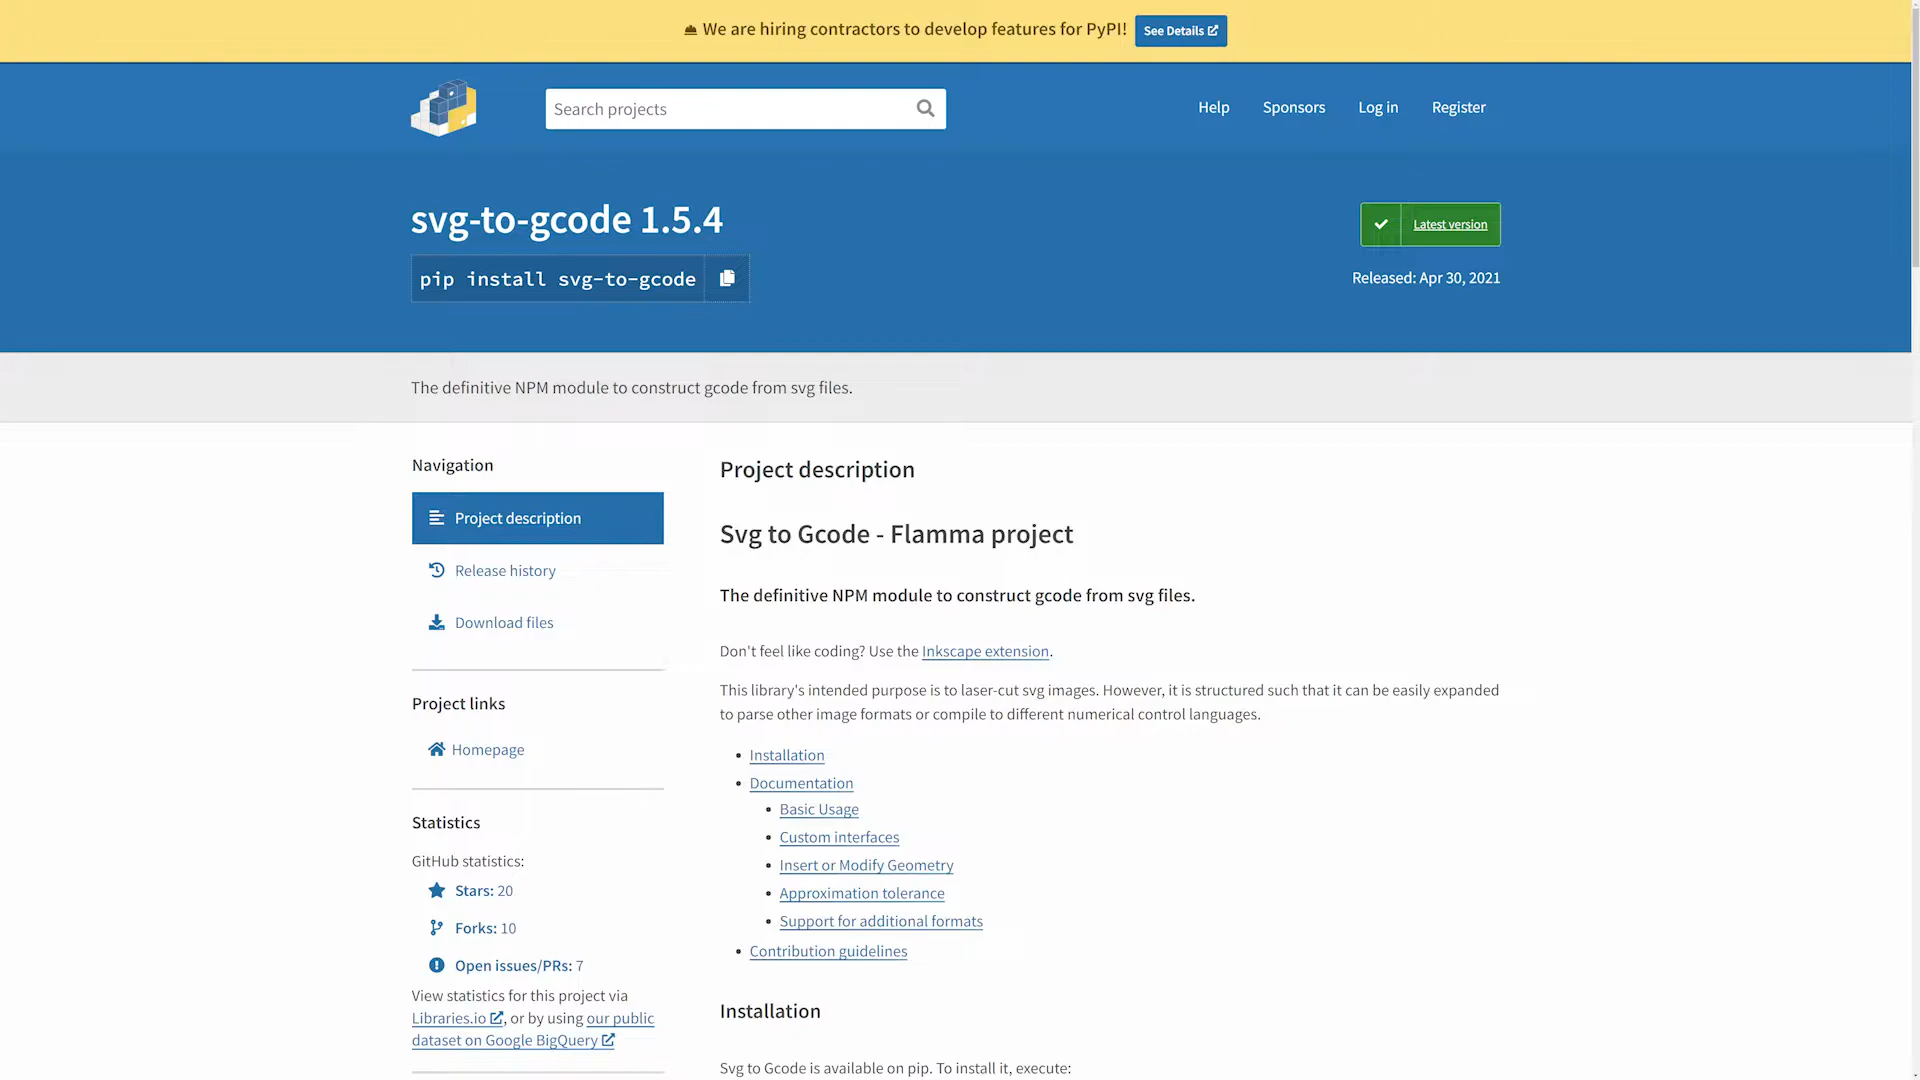 We are hiring contractors to develop features for PyPI! See Details
Search projects
Help Sponsors Log in Register
svg-to-gcode 1.5.4
Latest version
pip install svg-to-gcode
Released: Apr 30, 2021
The definitive NPM module to construct gcode from svg files.
Navigation
Project description
Release history
Download files
Project links
Homepage
Statistics
GitHub statistics:
Stars: 20
Forks: 10
Open issues/PRs: 7
View statistics for this project via
Libraries.io, or by using our public
dataset on Google BigQuery
Project description
Svg to Gcode - Flamma project
The definitive NPM module to construct gcode from svg files.
Don't feel like coding? Use the Inkscape extension.
This library's intended purpose is to laser-cut svg images. However, it is structured such that it can be easily expanded
to parse other image formats or compile to different numerical control languages.
Installation
Documentation
Basic Usage
Custom interfaces
Insert or Modify Geometry
Approximation tolerance
Support for additional formats
Contribution guidelines
Installation
Svg to Gcode is available on pip. To install it, execute: